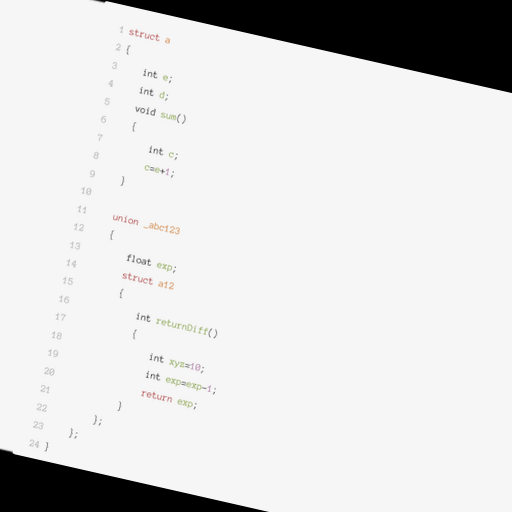 1 struct a
2 {
3 int e;
4 int d;
5 void sum()
6 {
7 int c;
8 c=e+1;
9 }
10
11 union _abc123
12 {
13 float exp;
14 struct a12
15 {
16 int returnDiff()
17 {
18 int xyz=10;
19 int exp=exp-1;
20 return exp;
21 }
22 };
23 };
24 }